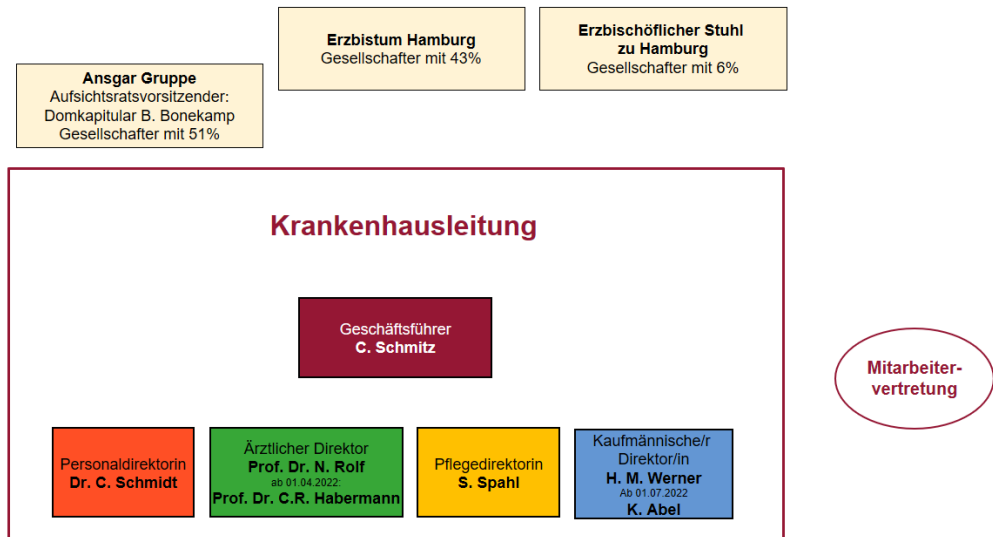 Ansgar Gruppe
Aufsichtsratsvorsitzender:
Domkapitular B. Bonekamp
Gesellschafter mit 51%
Erzbistum Hamburg
Gesellschafter mit 43%
Erzbischöflicher Stuhl
zu Hamburg
Gesellschafter mit 6%
Krankenhausleitung
Geschäftsführer
C. Schmitz
Personaldirektorin
Dr. C. Schmidt
Ärztlicher Direktor
Prof. Dr. N. Rolf
ab 01.04.2022:
Prof. Dr. C.R. Habermann
Pflegedirektorin
S. Spahl
Kaufmännische/r
Direktor/in
H. M. Werner
Ab 01.07.2022
K. Abel
Mitarbeiter-
vertretung